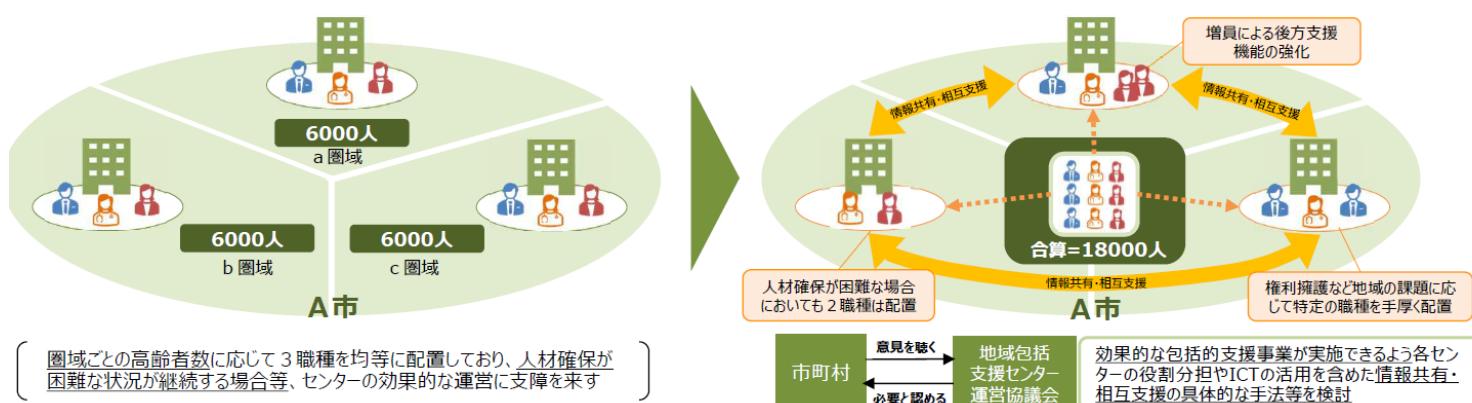 6000人
a圏域
6000人
b圏域
6000人
c圏域
A市
圏域ごとの高齢者数に応じて３職種を均等に配置しており、人材確保が
困難な状況が継続する場合等、センターの効果的な運営に支障を来す
増員による後方支援
機能の強化
情報共有・相互支援
情報共有・相互支援
合算=18000人
人材確保が困難な場合
においても２職種は配置
情報共有・相互支援
権利擁護など地域の課題に応
じて特定の職種を手厚く配置
A市
市町村
意見を聴く
必要と認める
地域包括
支援センター
運営協議会
効果的な包括的支援事業が実施できるよう各セン
ターの役割分担やICTの活用を含めた情報共有・
相互支援の具体的な手法等を検討